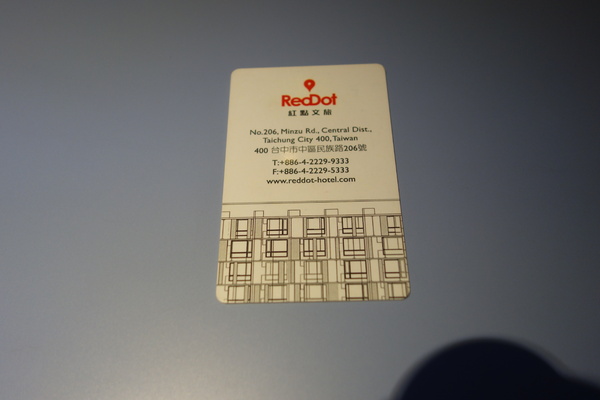 RedDot
紅點文旅
No.206, Minzu Rd., Central Dist.,
Taichung City 400, Taiwan
400 台中市中區民族路206號
T:+886-4-2229-9333
F:+886-4-2229-5333
www.reddot-hotel.com